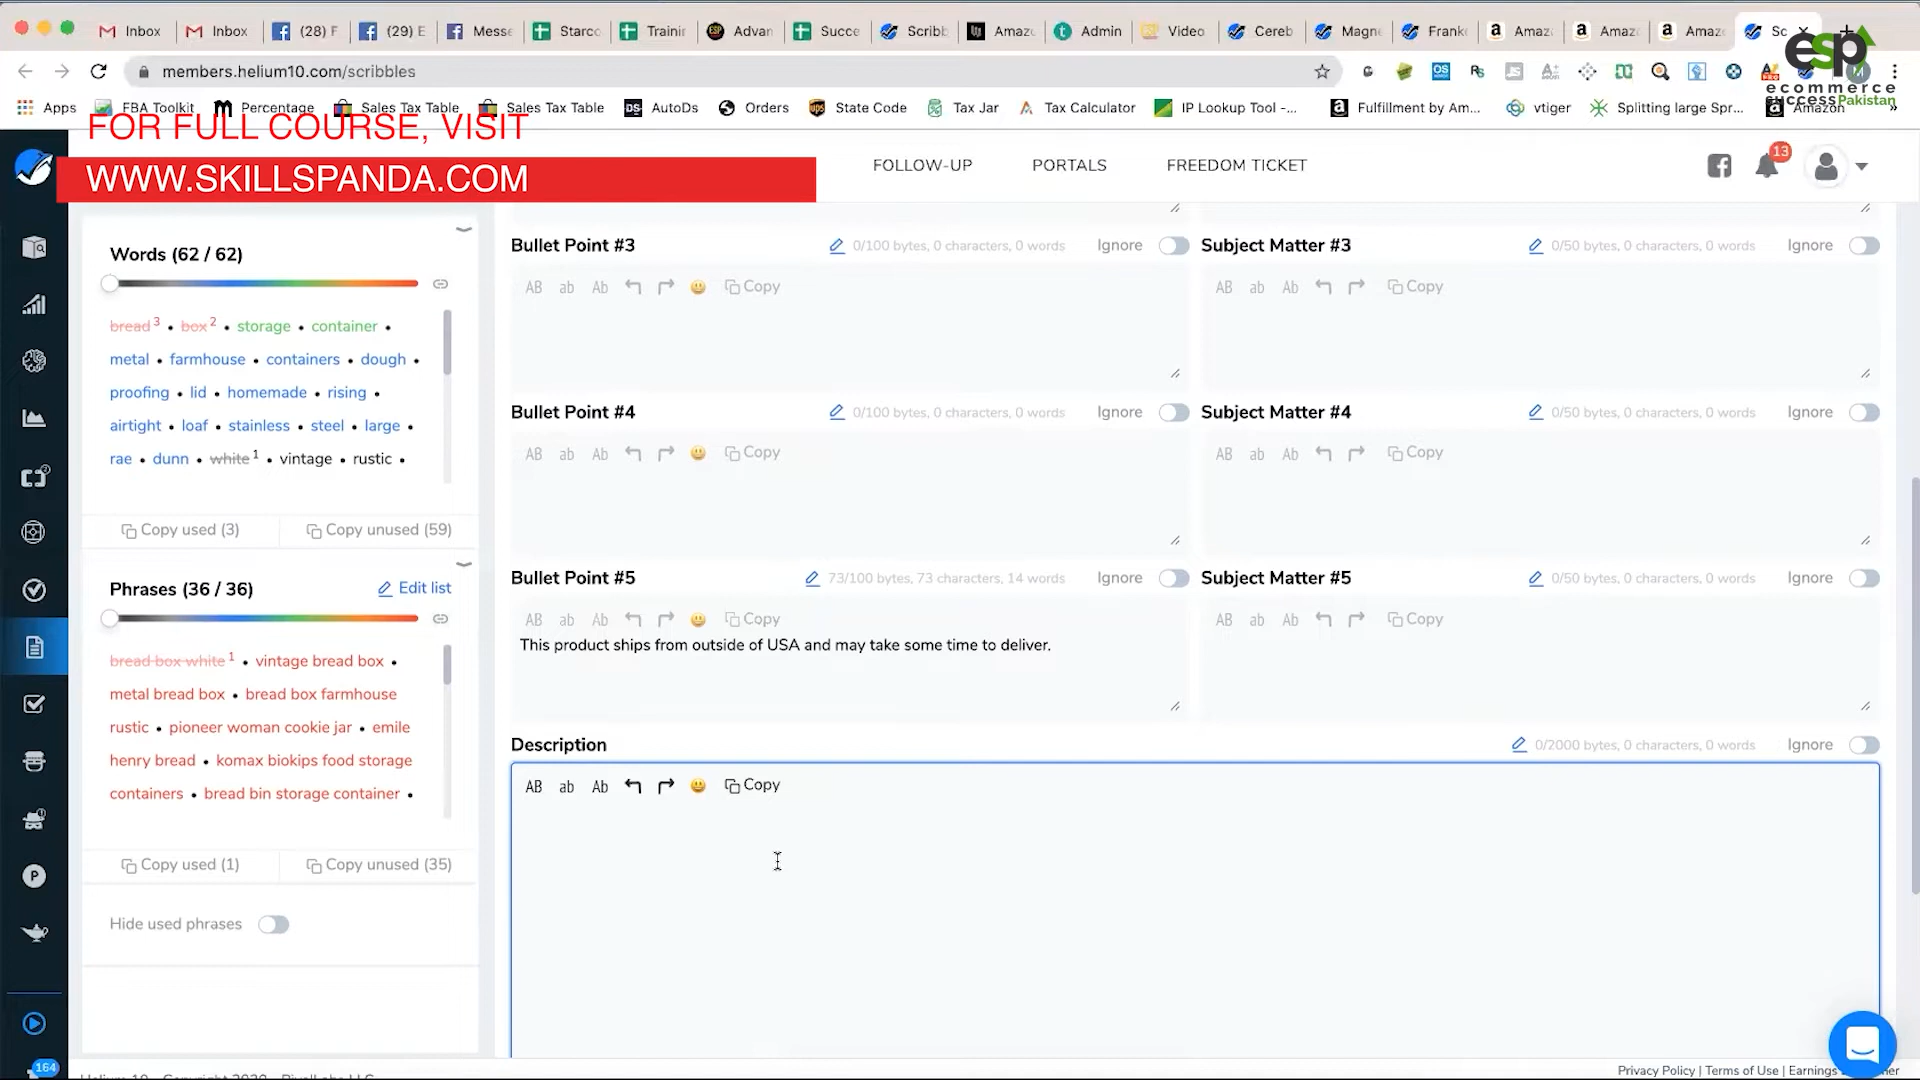 Inbox
Inbox
(28) F
(29) E
Messe
Starco
Trainin
Advan
Succe
Scribb
Amazo
Admin
Video
Cereb
Magne
Frank
Amaz
Amaz
Amaz
Sc
members.helium10.com/scribbles
esp
ecommerce
successPakistan
Apps
FBA Toolkit
Percentage
Sales Tax Table
Sales Tax Table
AutoDs
Orders
State Code
Tax Jar
Tax Calculator
IP Lookup Tool -...
Fulfillment by Am...
vtiger
Splitting large Spr...
Amazon
»
FOR FULL COURSE, VISIT
WWW.SKILLSPANDA.COM
FOLLOW-UP
PORTALS
FREEDOM TICKET
13
Words (62 / 62)
bread 3 • box 2 • storage • container •
metal • farmhouse • containers • dough •
proofing • lid • homemade • rising •
airtight • loaf • stainless • steel • large •
rae • dunn • white 1 • vintage • rustic •
Copy used (3)
Copy unused (59)
Phrases (36 / 36)
Edit list
bread box white 1 • vintage bread box •
metal bread box • bread box farmhouse
rustic • pioneer woman cookie jar • emile
henry bread • komax biokips food storage
containers • bread bin storage container •
Copy used (1)
Copy unused (35)
Hide used phrases
164
Bullet Point #3
0/100 bytes, 0 characters, 0 words
Ignore
AB ab Ab Copy
Subject Matter #3
0/50 bytes, 0 characters, 0 words
Ignore
AB ab Ab Copy
Bullet Point #4
0/100 bytes, 0 characters, 0 words
Ignore
AB ab Ab Copy
Subject Matter #4
0/50 bytes, 0 characters, 0 words
Ignore
AB ab Ab Copy
Bullet Point #5
73/100 bytes, 73 characters, 14 words
Ignore
AB ab Ab Copy
This product ships from outside of USA and may take some time to deliver.
Subject Matter #5
0/50 bytes, 0 characters, 0 words
Ignore
AB ab Ab Copy
Description
0/2000 bytes, 0 characters, 0 words
Ignore
AB ab Ab Copy
Privacy Policy | Terms of Use | Earnings